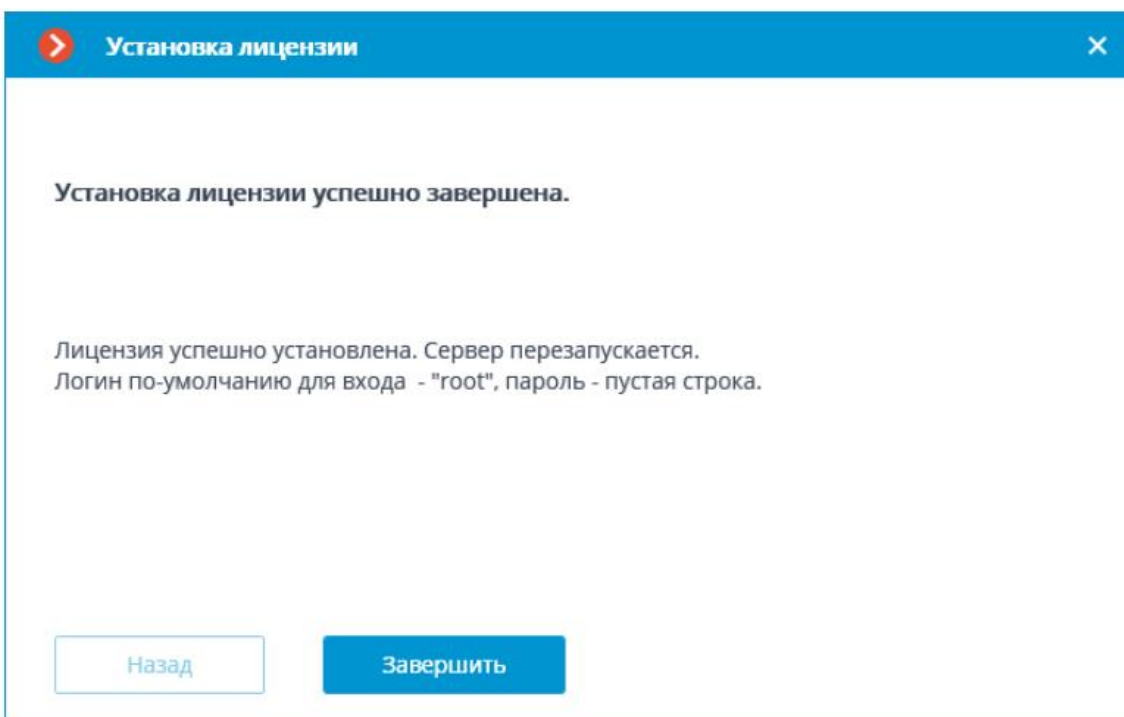 Установка лицензии
Установка лицензии успешно завершена.
Лицензия успешно установлена. Сервер перезапускается.
Логин по-умолчанию для входа  - "root", пароль - пустая строка.
Назад
Завершить